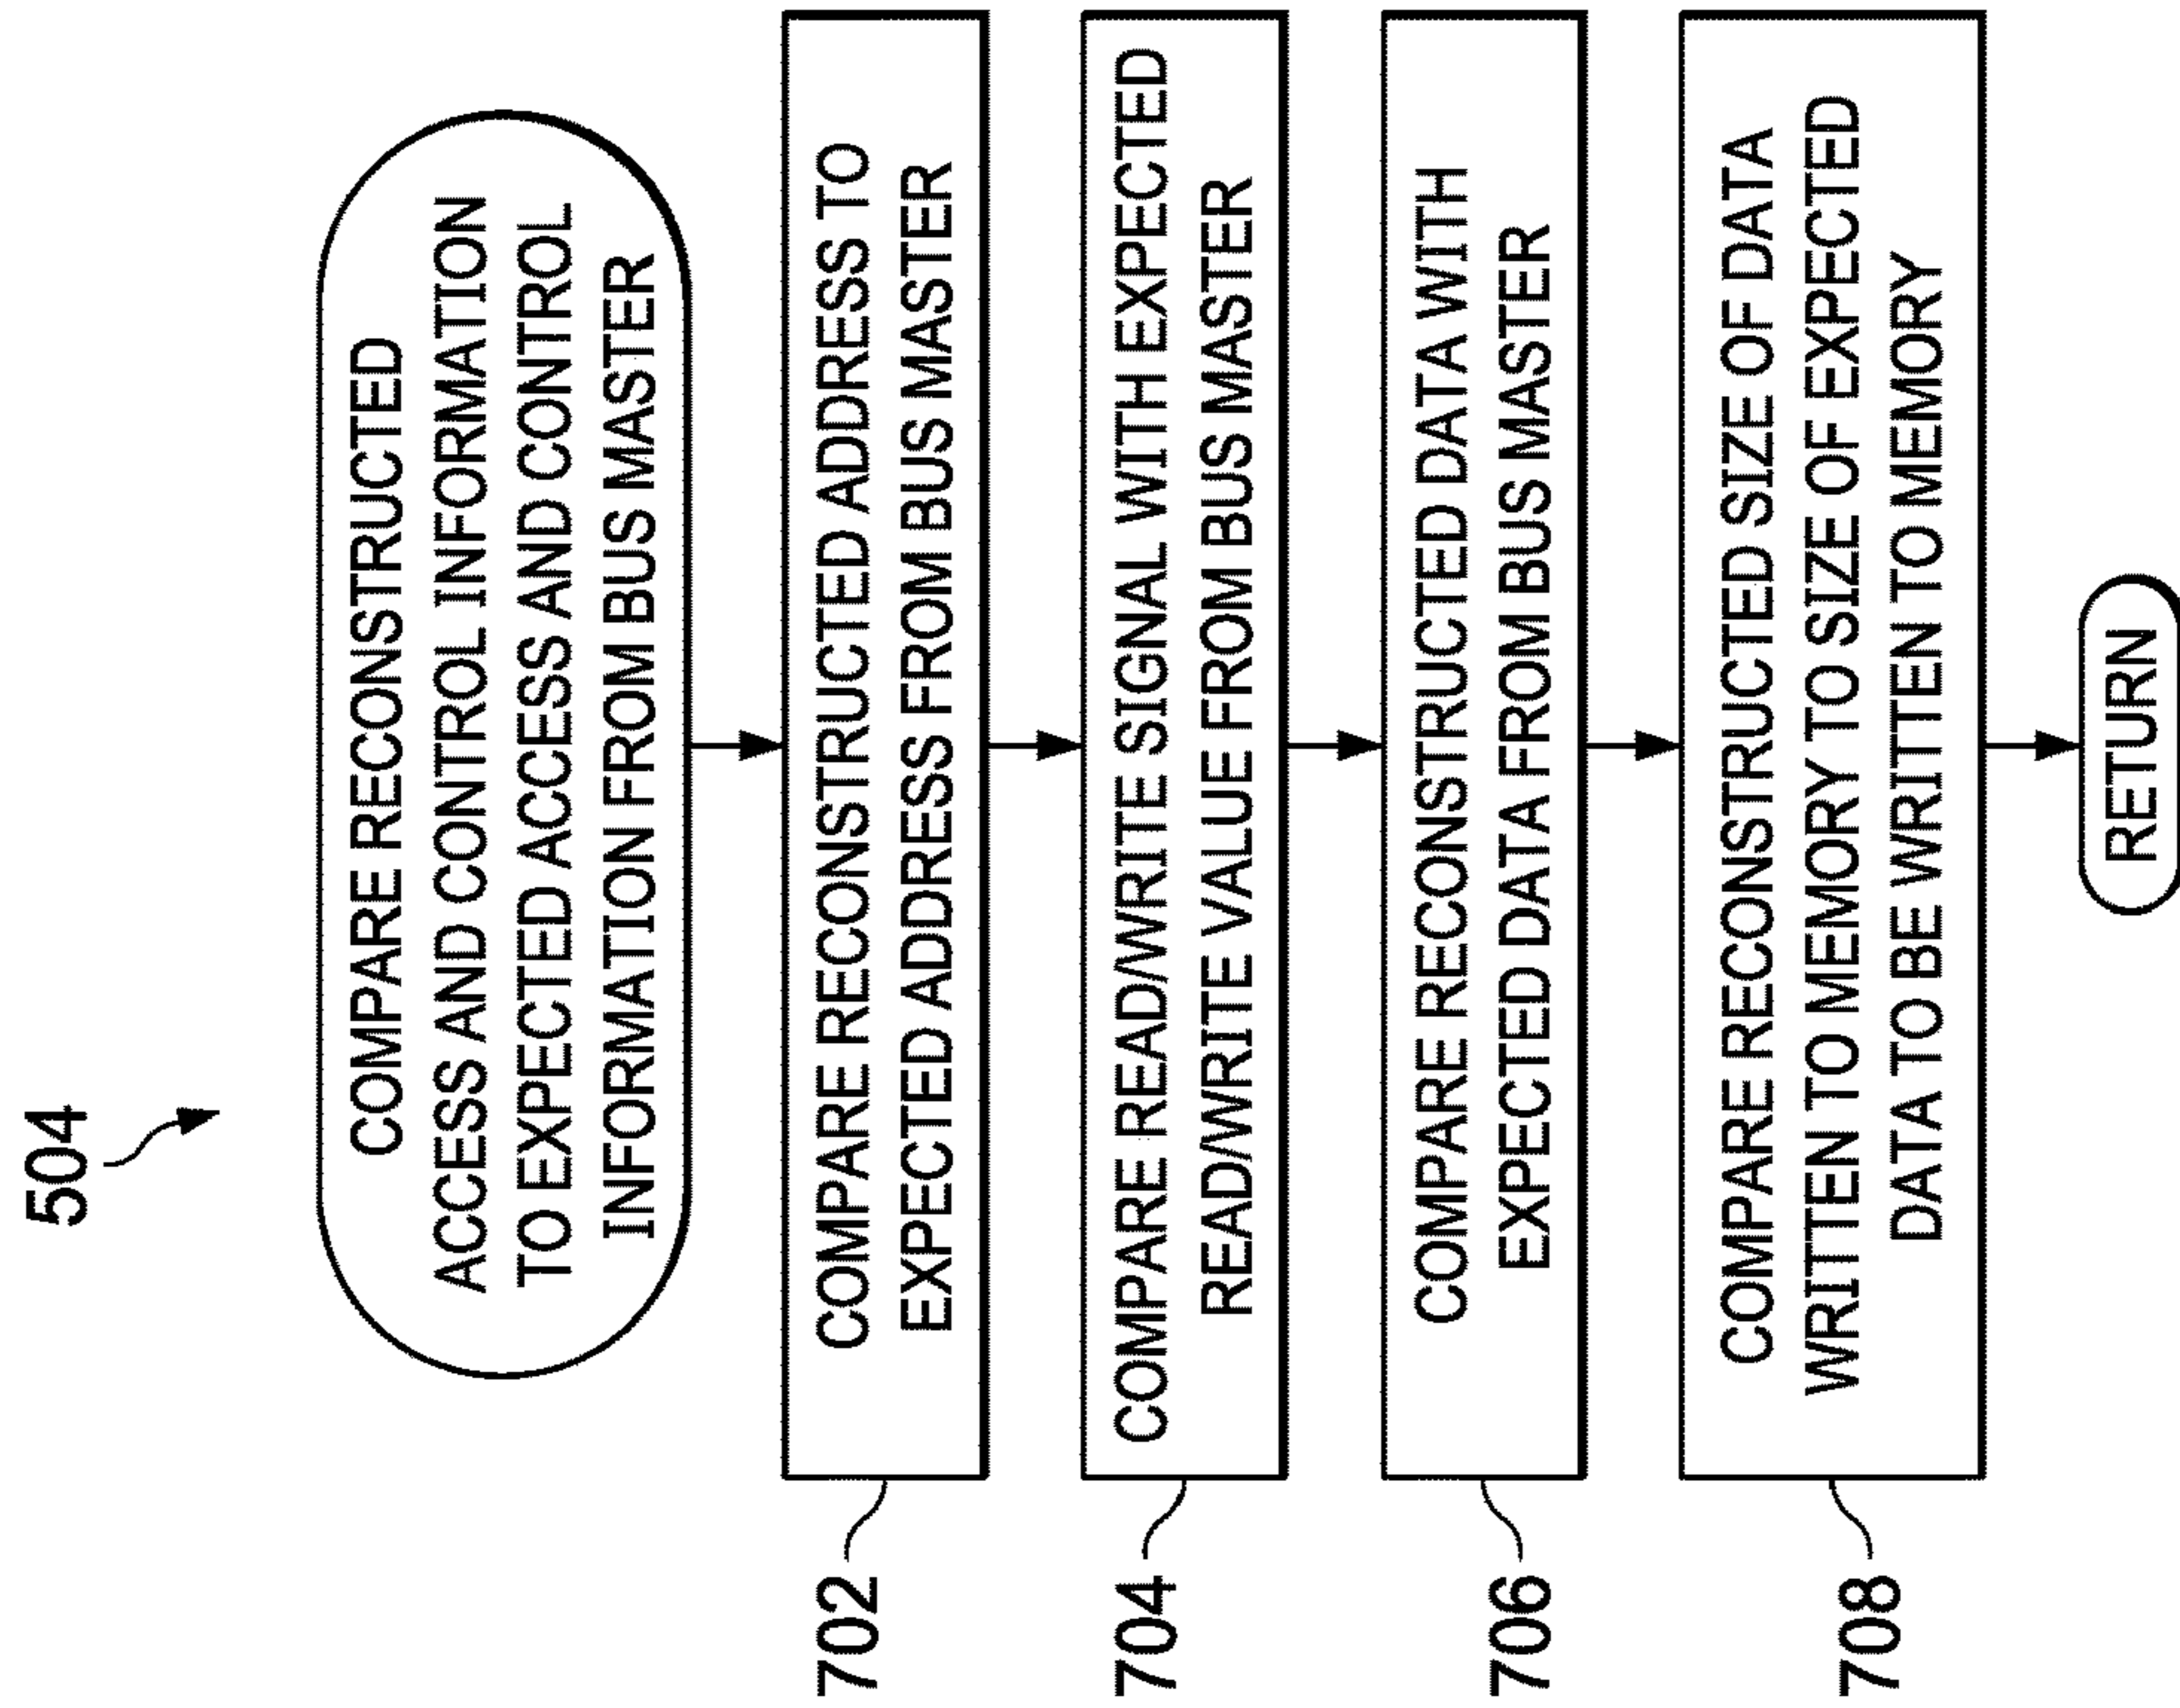 504
COMPARE RECONSTRUCTED
ACCESS AND CONTROL INFORMATION
TO EXPECTED ACCESS AND CONTROL
INFORMATION FROM BUS MASTER
702
COMPARE RECONSTRUCTED ADDRESS TO
EXPECTED ADDRESS FROM BUS MASTER
704
COMPARE READ/WRITE SIGNAL WITH EXPECTED
READ/WRITE VALUE FROM BUS MASTER
706
COMPARE RECONSTRUCTED DATA WITH
EXPECTED DATA FROM BUS MASTER
708
COMPARE RECONSTRUCTED SIZE OF DATA
WRITTEN TO MEMORY TO SIZE OF EXPECTED
DATA TO BE WRITTEN TO MEMORY
RETURN